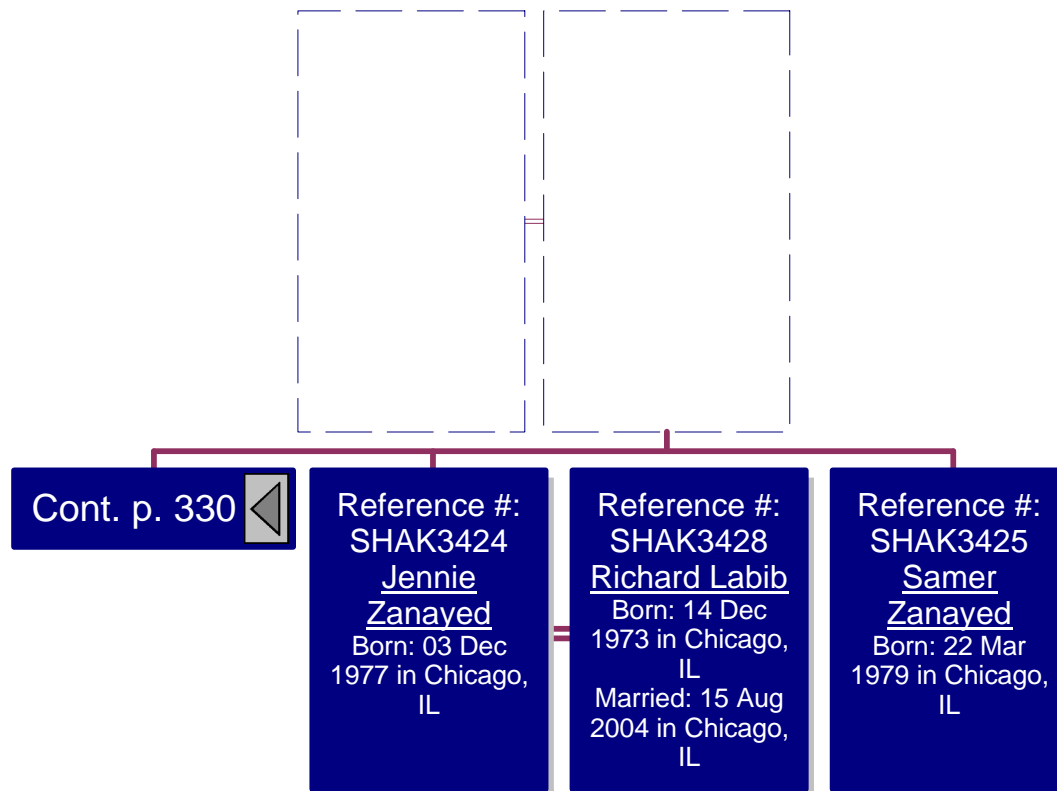 Cont. p. 330
Reference #:
SHAK3424
Jennie
Zanayed
Born: 03 Dec
1977 in Chicago,
IL
Reference #:
SHAK3428
Richard Labib
Born: 14 Dec
1973 in Chicago,
IL
Married: 15 Aug
2004 in Chicago,
IL
Reference #:
SHAK3425
Samer
Zanayed
Born: 22 Mar
1979 in Chicago,
IL